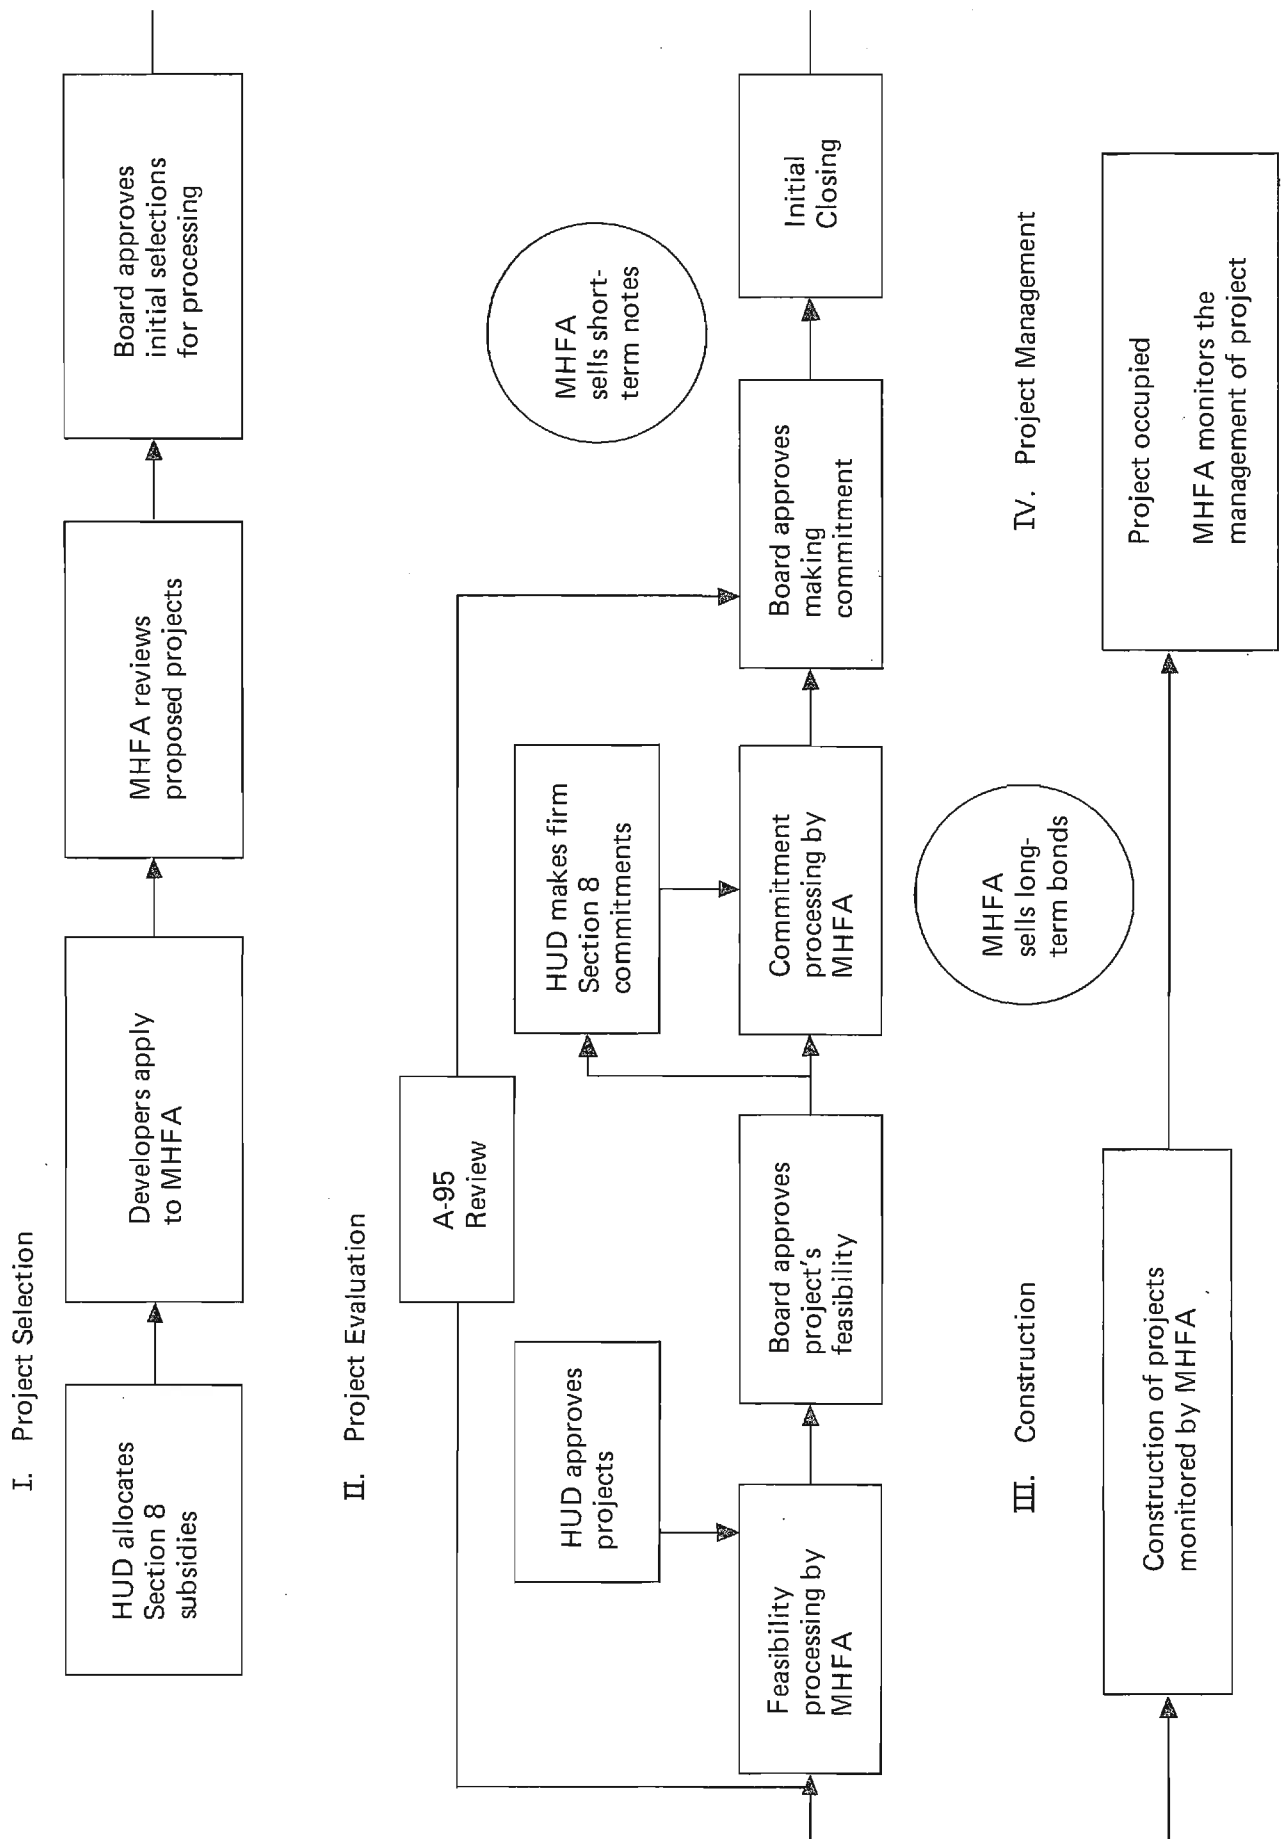 I. Project Selection
HUD allocates
Section 8
subsidies
Developers apply
to MHFA
MHFA reviews
proposed projects
Board approves
initial selections
for processing
II. Project Evaluation
A-95
Review
HUD approves
projects
HUD makes firm
Section 8
commitments
MHFA
sells short-
term notes
Feasibility
processing by
MHFA
Board approves
project's
feasibility
Commitment
processing by
MHFA
Board approves
making
commitment
Initial
Closing
III. Construction
Construction of projects
monitored by MHFA
MHFA
sells long-
term bonds
IV. Project Management
Project occupied
MHFA monitors the
management of project